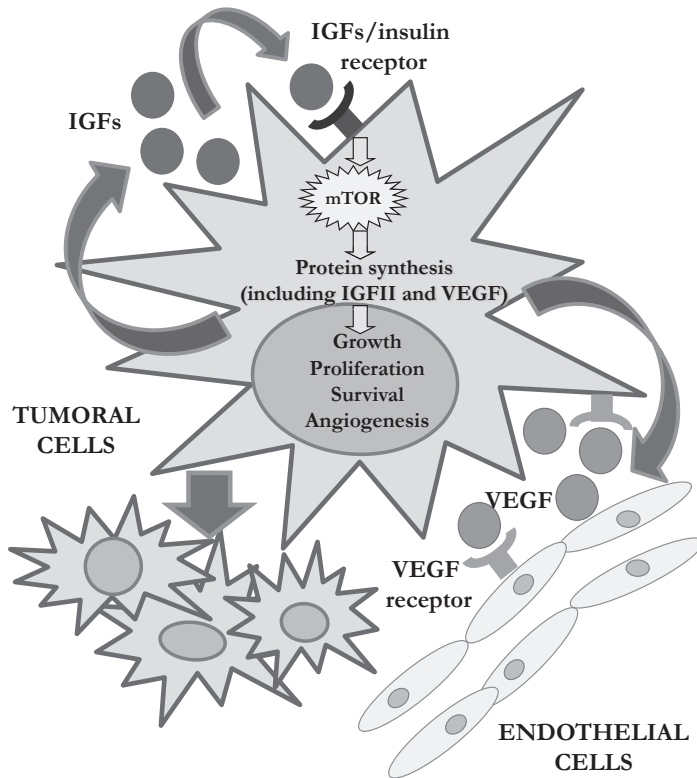 IGFs/insulin
receptor
IGFs
mTOR
Protein synthesis
(including IGFII and VEGF)
Growth
Proliferation
Survival
Angiogenesis
TUMORAL
CELLS
VEGF
VEGF
receptor
ENDOTHELIAL
CELLS